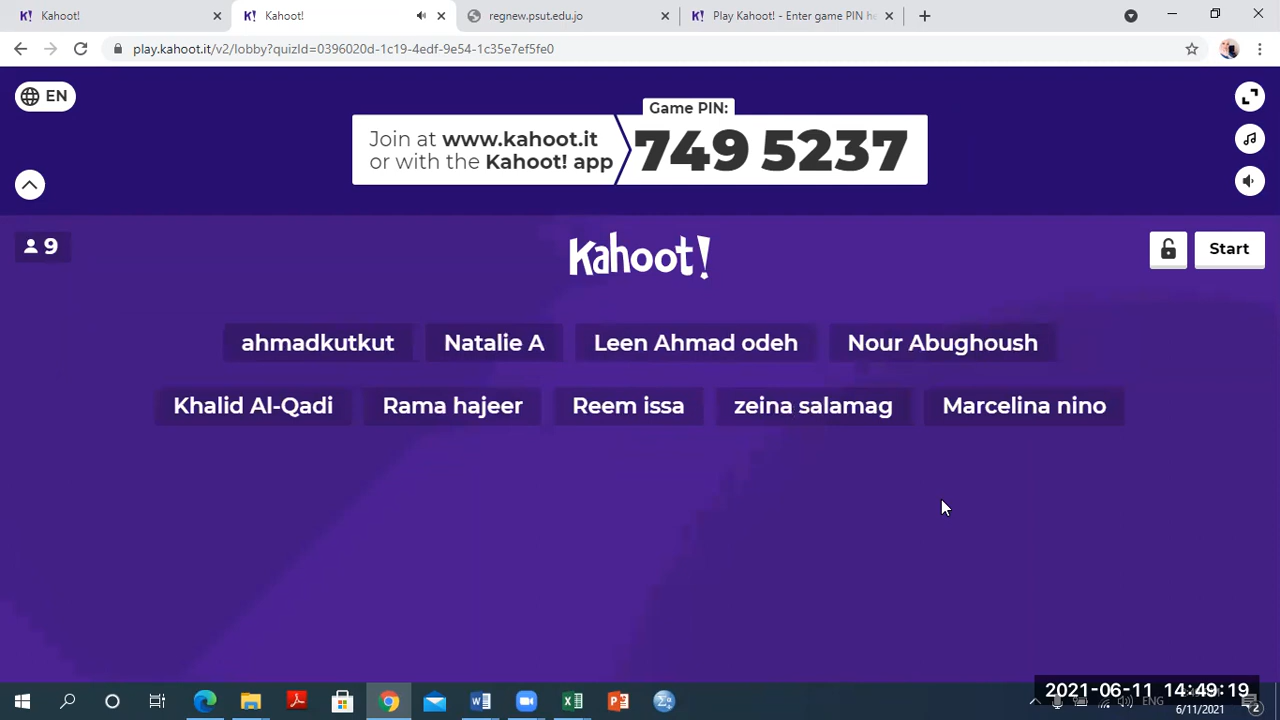 Kahoot!
Kahoot!
regnew.psut.edu.jo
Play Kahoot! - Enter game PIN he
play.kahoot.it/v2/lobby?quizId=0396020d-1c19-4edf-9e54-1c35e7ef5fe0
EN
Game PIN:
Join at www.kahoot.it
or with the Kahoot! app
749 5237
9
Kahoot!
Start
ahmadkutkut
Natalie A
Leen Ahmad odeh
Nour Abughoush
Khalid Al-Qadi
Rama hajeer
Reem issa
zeina salamag
Marcelina nino
2021-06-11 14:49:19
ENG
6/11/2021
2